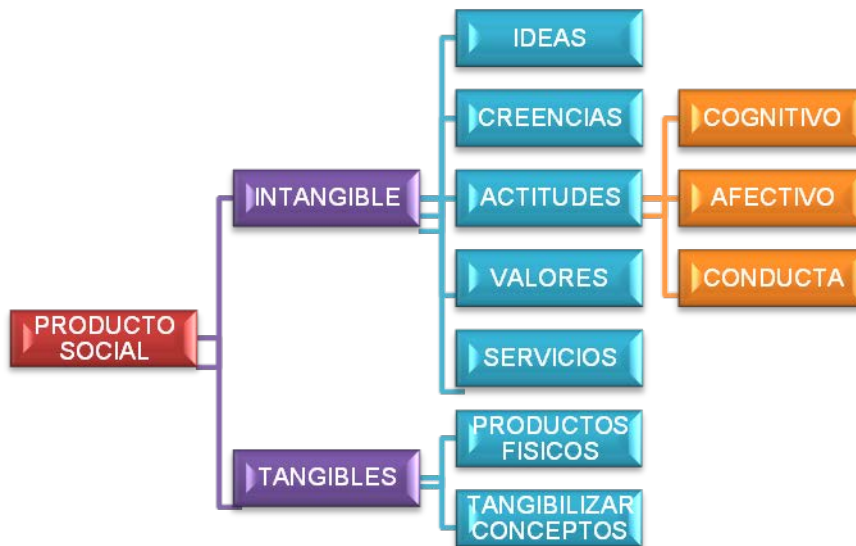 IDEAS
CREENCIAS
COGNITIVO
INTANGIBLE
ACTITUDES
AFECTIVO
VALORES
CONDUCTA
PRODUCTO
SOCIAL
SERVICIOS
PRODUCTOS
FISICOS
TANGIBLES
TANGIBILIZAR
CONCEPTOS